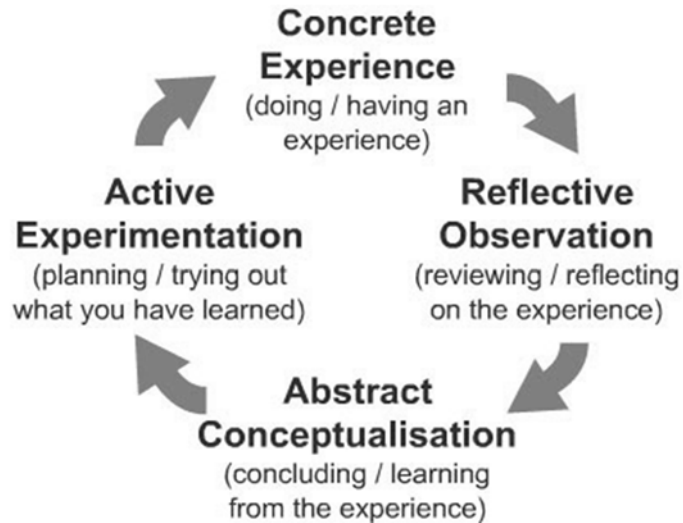 Concrete
Experience
(doing / having an
experience)
Reflective
Observation
(reviewing / reflecting
on the experience)
Abstract
Conceptualisation
(concluding / learning
from the experience)
Active
Experimentation
(planning / trying out
what you have learned)